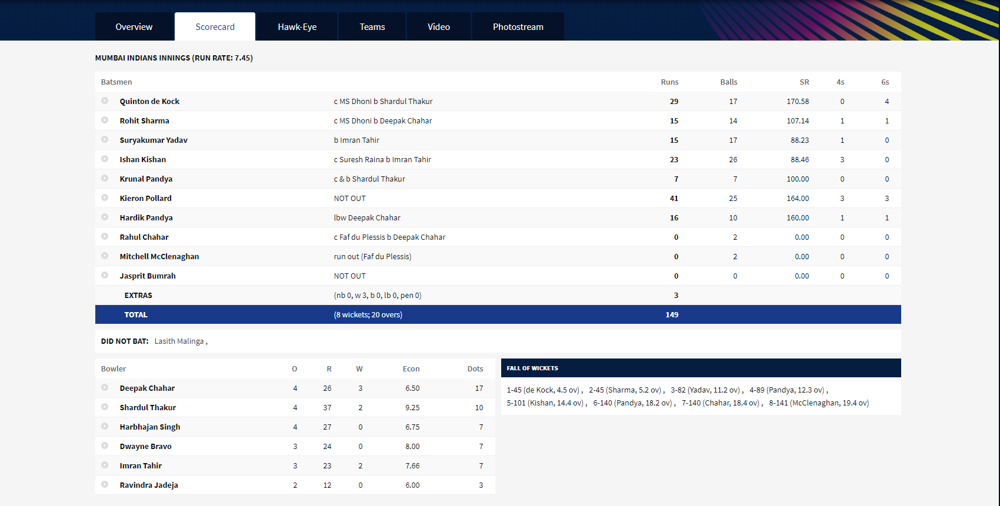 Overview Scorecard Hawk-Eye Teams Video Photostream
MUMBAI INDIANS INNINGS (RUN RATE: 7.45)
Batsmen Runs Balls SR 4s 6s
Quinton de Kock c MS Dhoni b Shardul Thakur 29 17 170.58 0 4
Rohit Sharma c MS Dhoni b Deepak Chahar 15 14 107.14 1 1
Suryakumar Yadav b Imran Tahir 15 17 88.23 1 0
Ishan Kishan c Suresh Raina b Imran Tahir 23 26 88.46 3 0
Krunal Pandya c & b Shardul Thakur 7 7 100.00 0 0
Kieron Pollard NOT OUT 41 25 164.00 3 3
Hardik Pandya lbw Deepak Chahar 16 10 160.00 1 1
Rahul Chahar c Faf du Plessis b Deepak Chahar 0 2 0.00 0 0
Mitchell McClenaghan run out (Faf du Plessis) 0 2 0.00 0 0
Jasprit Bumrah NOT OUT 0 0 0.00 0 0
EXTRAS (nb 0, w 3, b 0, lb 0, pen 0) 3
TOTAL (8 wickets; 20 overs) 149
DID NOT BAT: Lasith Malinga ,
Bowler O R W Econ Dots
Deepak Chahar 4 26 3 6.50 17
Shardul Thakur 4 37 2 9.25 10
Harbhajan Singh 4 27 0 6.75 7
Dwayne Bravo 3 24 0 8.00 7
Imran Tahir 3 23 2 7.66 7
Ravindra Jadeja 2 12 0 6.00 3
FALL OF WICKETS
1-45 (de Kock, 4.5 ov) , 2-45 (Sharma, 5.2 ov) , 3-82 (Yadav, 11.2 ov) , 4-89 (Pandya, 12.3 ov) ,
5-101 (Kishan, 14.4 ov) , 6-140 (Pandya, 18.2 ov) , 7-140 (Chahar, 18.4 ov) , 8-141 (McClenaghan, 19.4 ov)